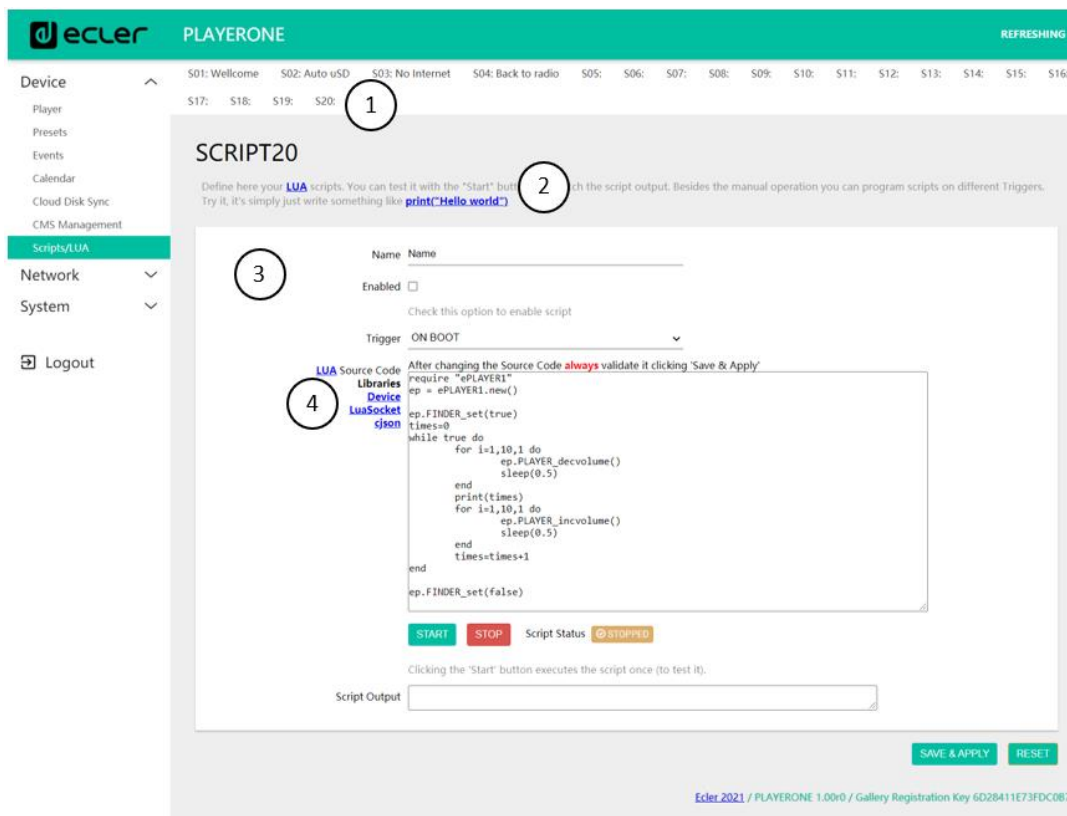 ecler
PLAYERONE
REFRESHING
Device
Player
Presets
Events
Calendar
Cloud Disk Sync
CMS Management
Scripts/LUA
Network
System
Logout
S01: Wellcome S02: Auto uSD S03: No Internet S04: Back to radio S05: S06: S07: S08: S09: S10: S11: S12: S13: S14: S15: S16:
S17: S18: S19: S20:
1
SCRIPT20
Define here your LUA scripts. You can test it with the "Start" the script output. Besides the manual operation you can program scripts on different Triggers.
2
Try it, it's simply just write something like print("Hello world")
3
Name Name
Enabled
Check this option to enable script
Trigger ON BOOT
LUA Source Code
Libraries
Device
LuaSocket
cjson
4
After changing the Source Code always validate it clicking 'Save & Apply'
require "ePLAYER1"
ep = ePLAYER1.new()
ep.FINDER_set(true)
times=0
while true do
for i=1,10,1 do
ep.PLAYER_decvolume()
sleep(0.5)
end
print(times)
for i=1,10,1 do
ep.PLAYER_incvolume()
sleep(0.5)
end
times=times+1
end
ep.FINDER_set(false)
START STOP Script Status STOPPED
Clicking the 'Start' button executes the script once (to test it).
Script Output
SAVE & APPLY RESET
Ecler 2021 / PLAYERONE 1.00r0 / Gallery Registration Key